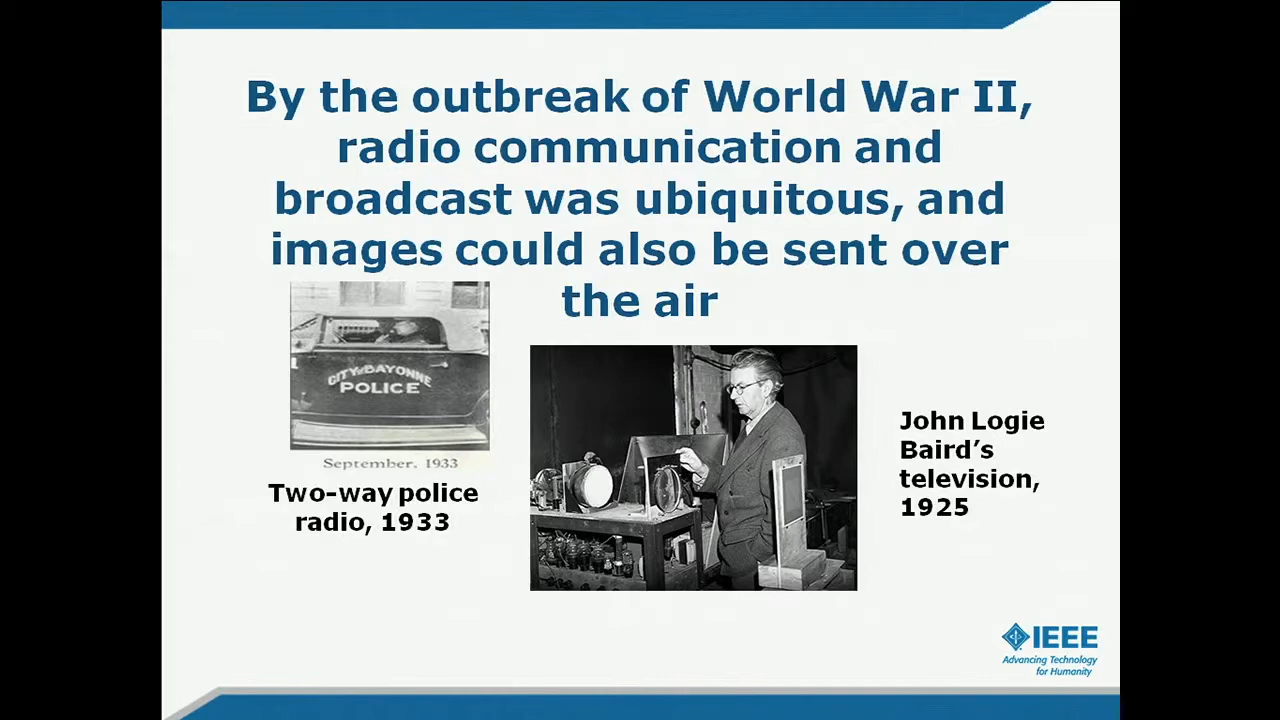 By the outbreak of World War II,
radio communication and
broadcast was ubiquitous, and
images could also be sent over
the air
CITY OF BAYONNE
POLICE
September, 1933
Two-way police
radio, 1933
John Logie
Baird’s
television,
1925
IEEE
Advancing Technology
for Humanity